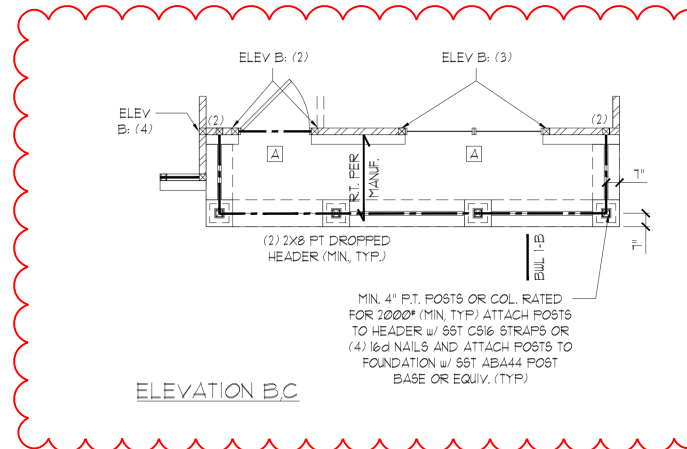 ELEV B: (2)
ELEV B: (3)
ELEV
B: (4)
(2)
(2)
A
A
R.T. PER
MANUF.
7"
7"
(2) 2X8 PT DROPPED
HEADER (MIN., TYP.)
BWL 1-B
MIN. 4" P.T. POSTS OR COL. RATED
FOR 2000# (MIN, TYP) ATTACH POSTS
TO HEADER W/ SST CS16 STRAPS OR
(4) 16d NAILS AND ATTACH POSTS TO
FOUNDATION W/ SST ABA44 POST
BASE OR EQUIV. (TYP)
ELEVATION B,C